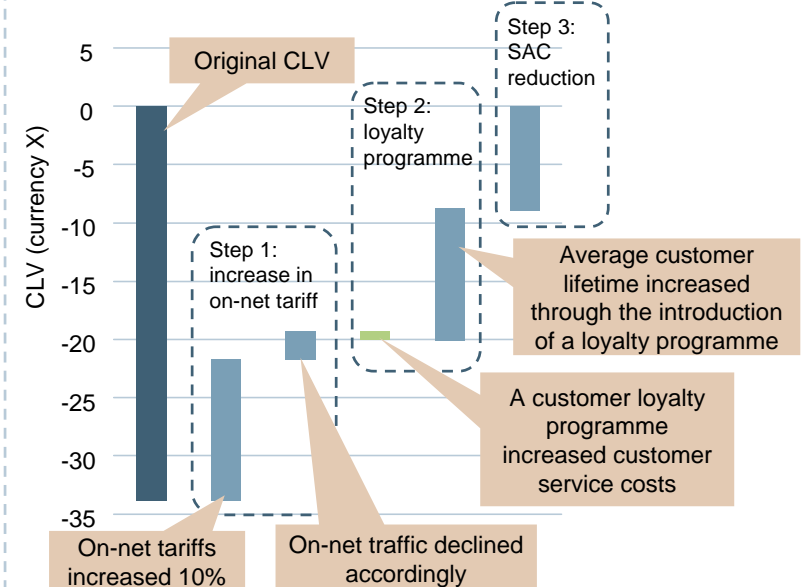 Step 3:
SAC
reduction
Original CLV
Step 2:
loyalty
programme
Step 1:
increase in
on-net tariff
CLV (currency X)
5
0
-5
-10
-15
-20
-25
-30
-35
Average customer
lifetime increased
through the introduction
of a loyalty programme
A customer loyalty
programme
increased customer
service costs
On-net tariffs
increased 10%
On-net traffic declined
accordingly